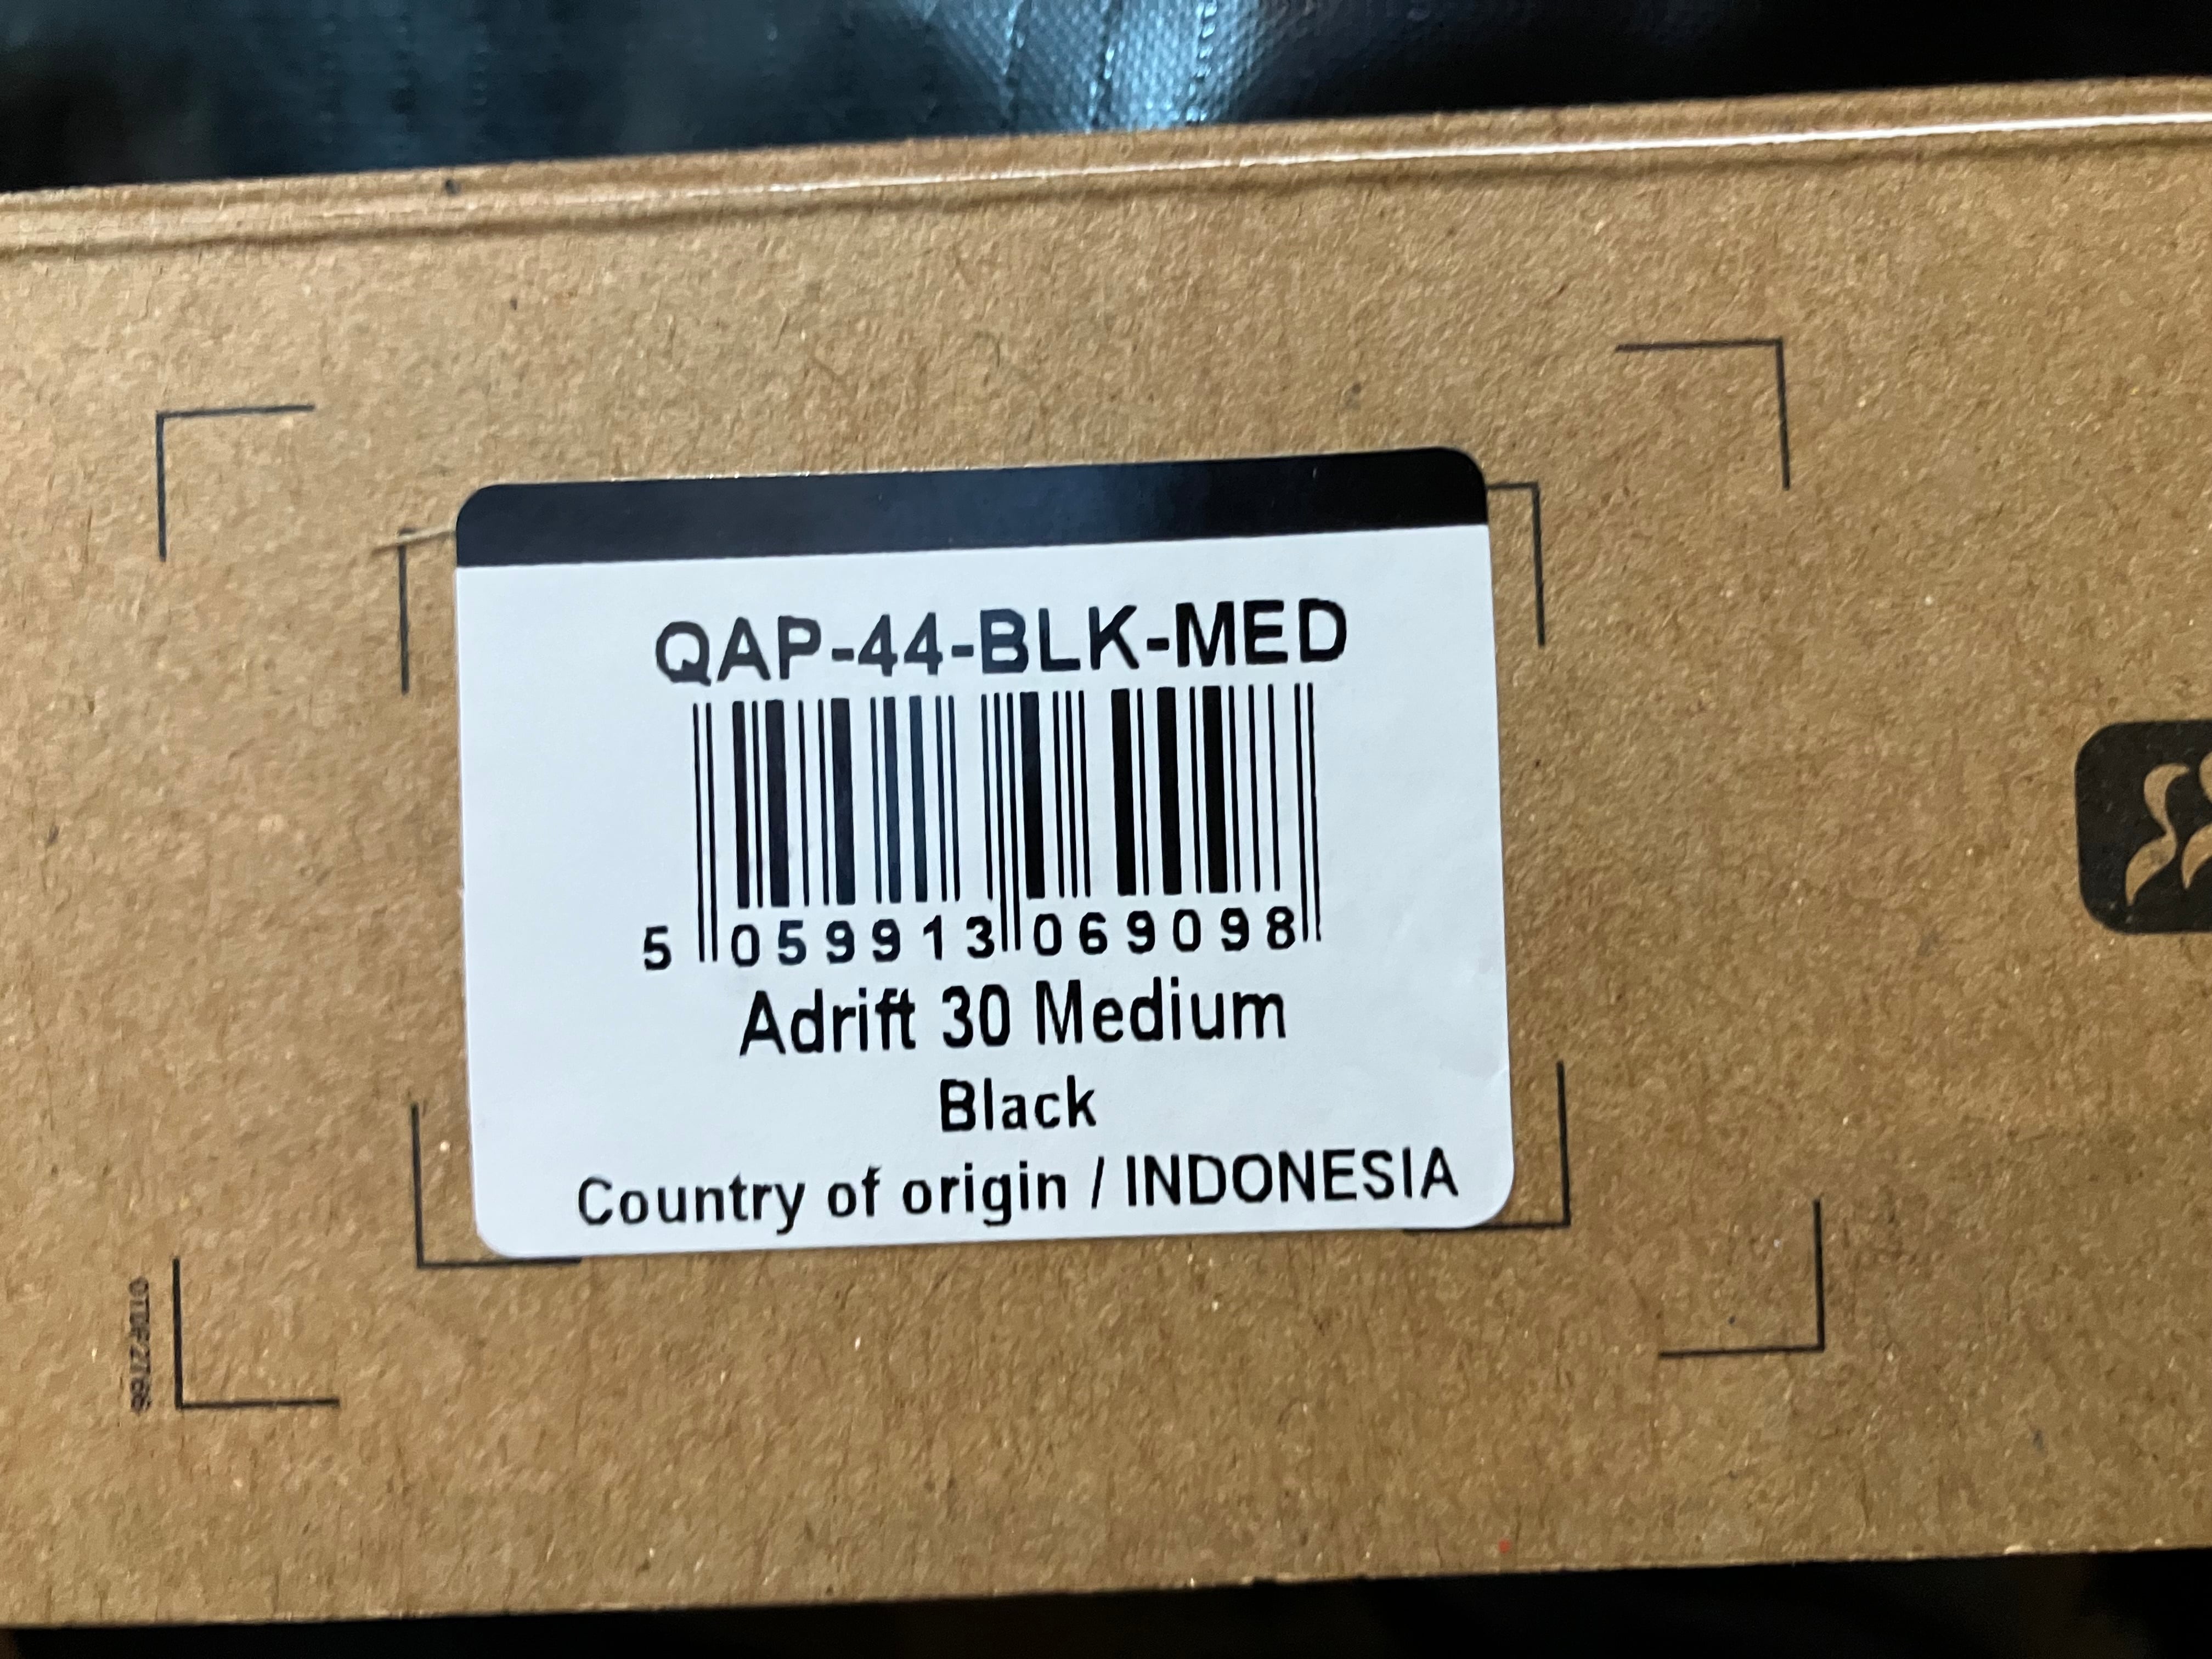 QAP-44-BLK-MED
5 059913 069098
Adrift 30 Medium
Black
Country of origin / INDONESIA